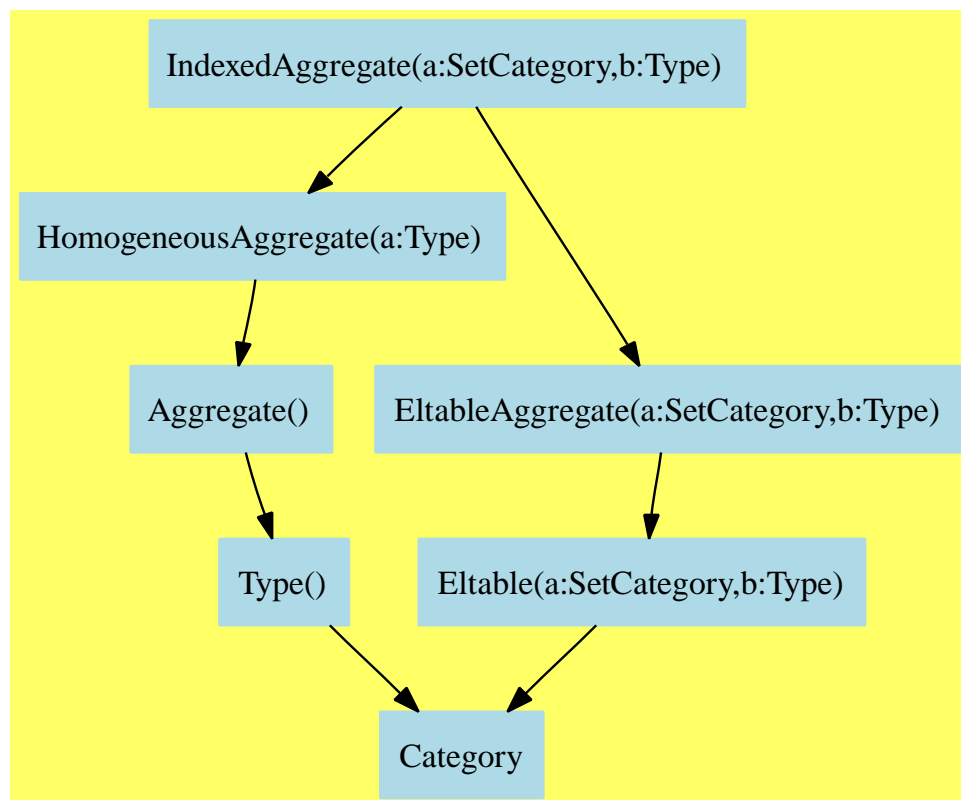 IndexedAggregate(a:SetCategory,b:Type)
HomogeneousAggregate(a:Type)
Aggregate()
EltableAggregate(a:SetCategory,b:Type)
Type()
Eltable(a:SetCategory,b:Type)
Category